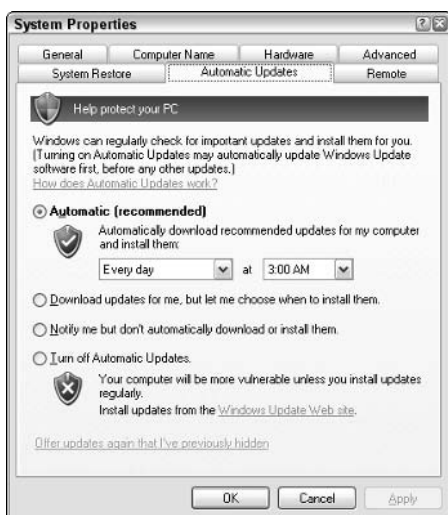 System Properties
General Computer Name Hardware Advanced
System Restore Automatic Updates Remote
Help protect your PC
Windows can regularly check for important updates and install them for you.
(Turning on Automatic Updates may automatically update Windows Update
software first, before any other updates.)
How does Automatic Updates work?
Automatic (recommended)
Automatically download recommended updates for my computer
and install them:
Every day at 3:00 AM
Download updates for me, but let me choose when to install them.
Notify me but don't automatically download or install them.
Turn off Automatic Updates.
Your computer will be more vulnerable unless you install updates
regularly.
Install updates from the Windows Update Web site.
Offer updates again that I've previously hidden
OK Cancel Apply